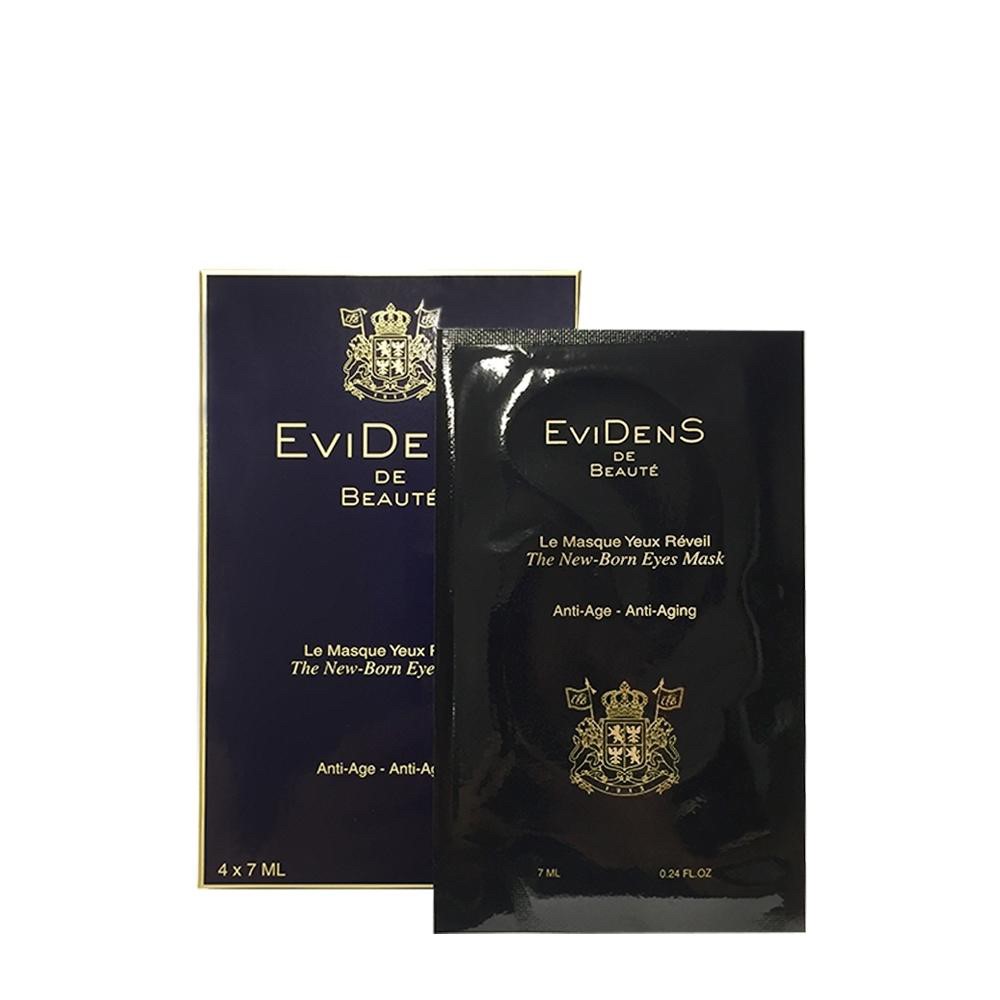 EviDe
DE
BEAUTÉ
Le Masque Yeux
The New-Born Eye
Anti-Age - Anti-Ag
4 x 7 ML
EviDenS
DE
BEAUTÉ
Le Masque Yeux Réveil
The New-Born Eyes Mask
Anti-Age - Anti-Aging
1913
7 ML 0.24 FL.OZ